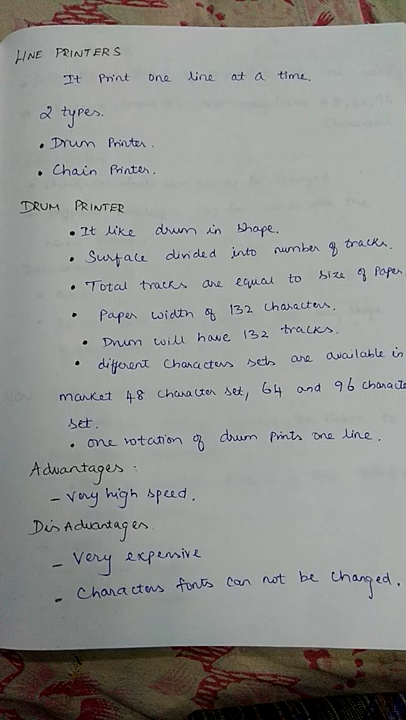 LINE PRINTERS
It Print one line at a time.
2 types.
• Drum Printer.
• Chain Printer.
DRUM PRINTER
• It like drum in shape.
• Surface divided into number of tracks.
• Total tracks are equal to size of Paper
• Paper width of 132 characters.
• Drum will have 132 tracks.
• different Characters sets are available in
market 48 character set, 64 and 96 characte
set.
• one rotation of drum prints one line.
Advantages :
- Very high speed.
DisAdvantages.
- Very expensive
- Characters fonts can not be changed.